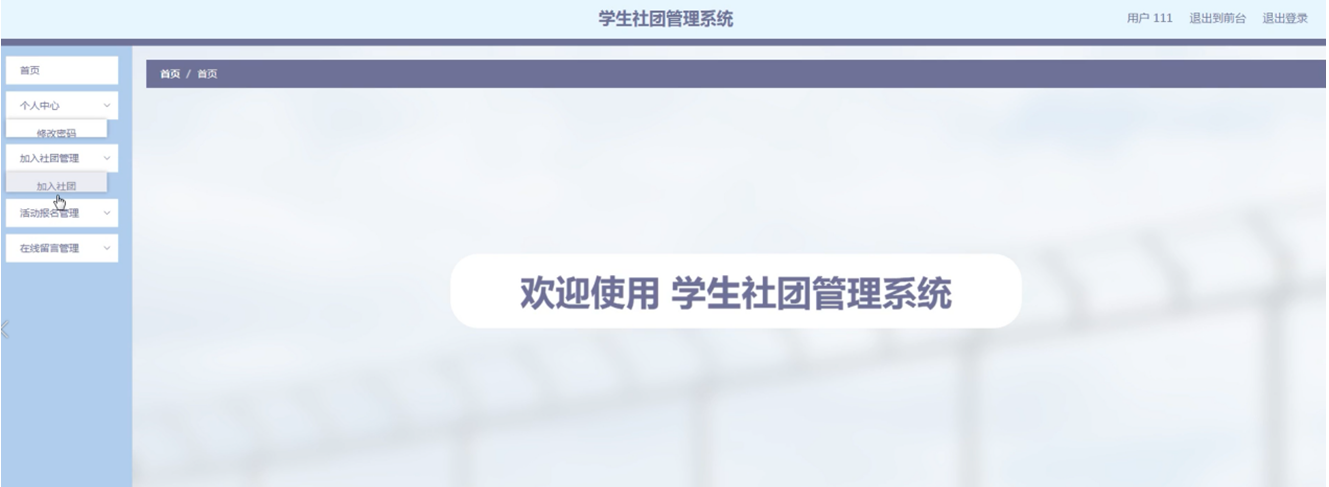 学生社团管理系统
用户 111 退出到前台 退出登录
首页
首页 / 首页
个人中心
修改密码
加入社团管理
加入社团
活动报名管理
在线留言管理
欢迎使用 学生社团管理系统